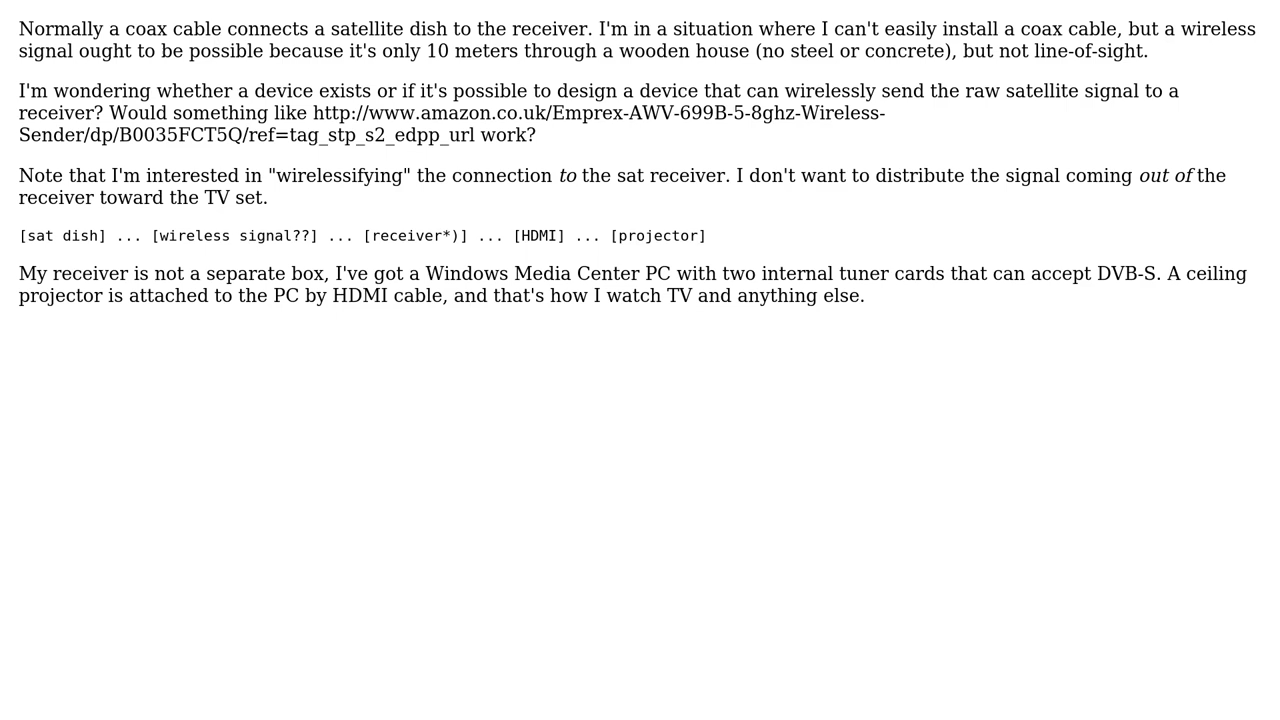 Normally a coax cable connects a satellite dish to the receiver. I'm in a situation where I can't easily install a coax cable, but a wireless
signal ought to be possible because it's only 10 meters through a wooden house (no steel or concrete), but not line-of-sight.
I'm wondering whether a device exists or if it's possible to design a device that can wirelessly send the raw satellite signal to a
receiver? Would something like http://www.amazon.co.uk/Emprex-AWV-699B-5-8ghz-Wireless-
Sender/dp/B0035FCT5Q/ref=tag_stp_s2_edpp_url work?
Note that I'm interested in "wirelessifying" the connection to the sat receiver. I don't want to distribute the signal coming out of the
receiver toward the TV set.
[sat dish] ... [wireless signal??] ... [receiver*)] ... [HDMI] ... [projector]
My receiver is not a separate box, I've got a Windows Media Center PC with two internal tuner cards that can accept DVB-S. A ceiling
projector is attached to the PC by HDMI cable, and that's how I watch TV and anything else.